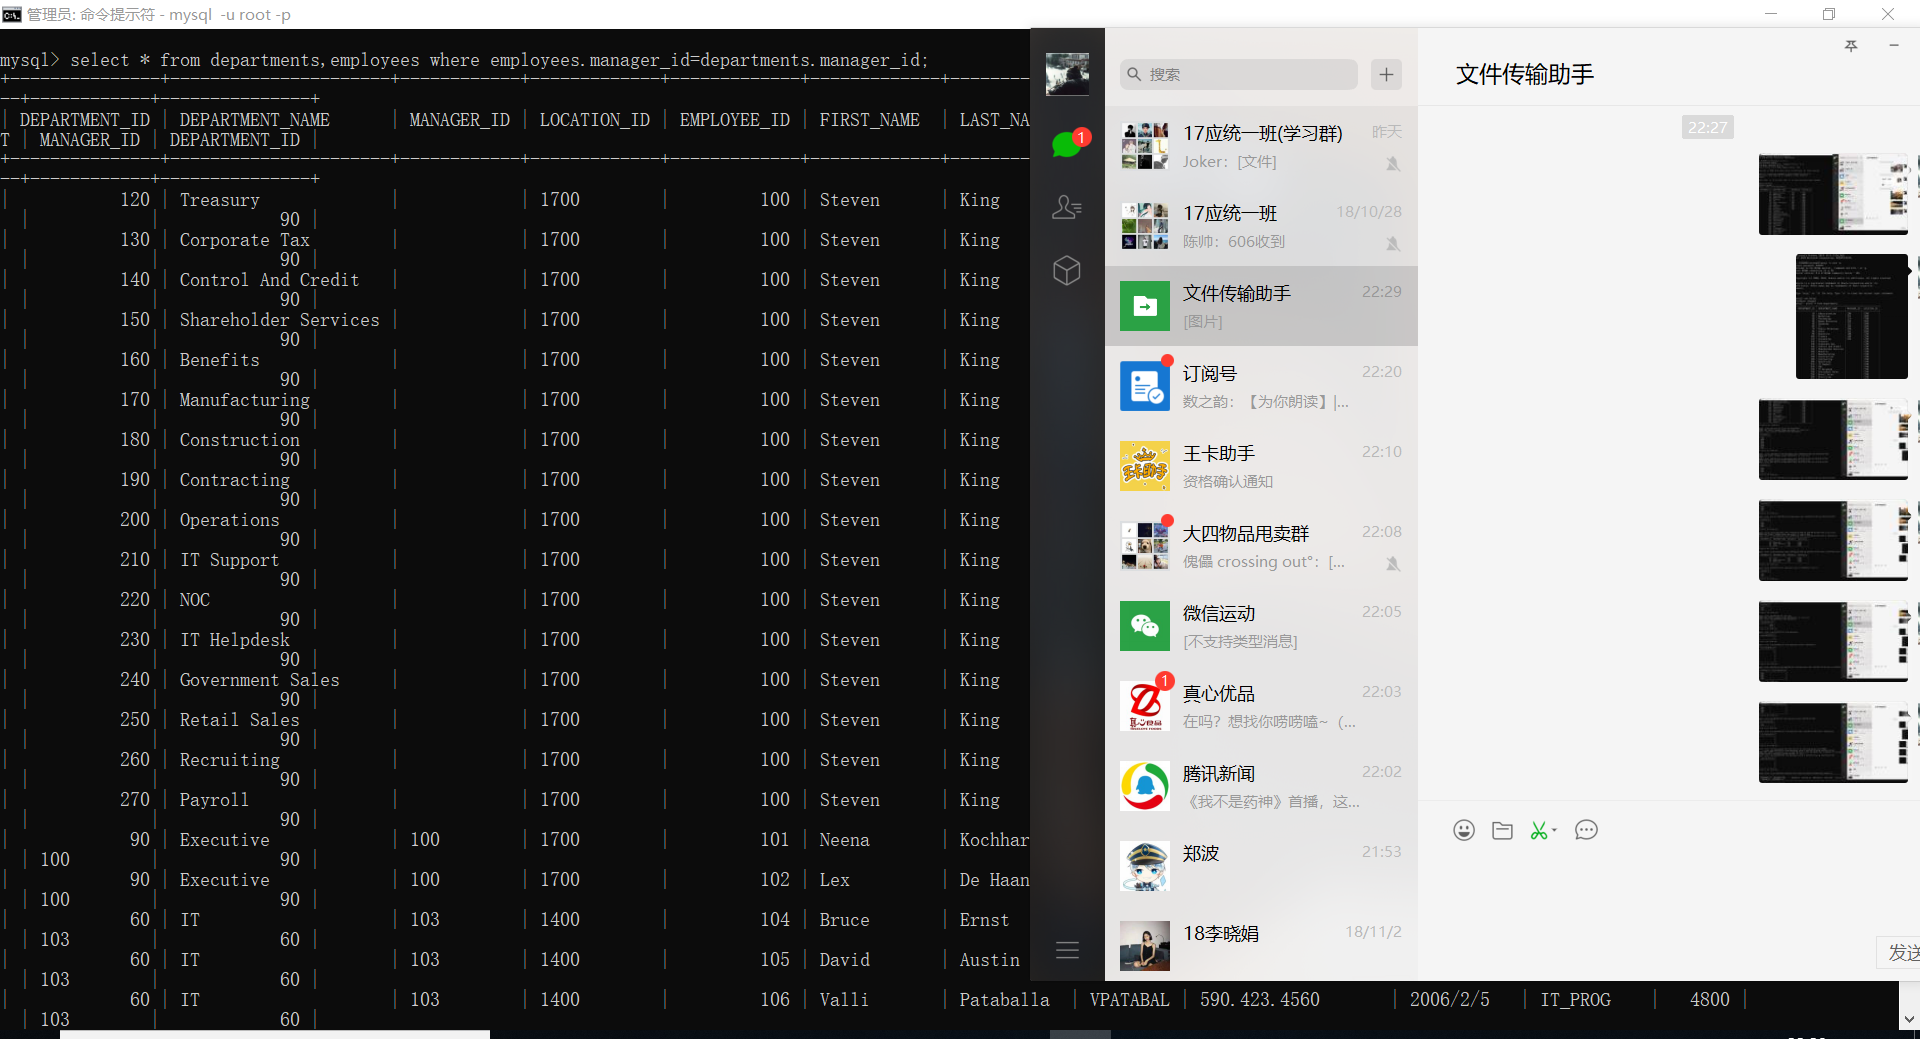 管理员: 命令提示符 - mysql  -u root -p
mysql> select * from departments,employees where employees.manager_id=departments.manager_id;
| DEPARTMENT_ID | DEPARTMENT_NAME | MANAGER_ID | LOCATION_ID | EMPLOYEE_ID | FIRST_NAME | LAST_NA
T | MANAGER_ID | DEPARTMENT_ID |
| 120 | Treasury | | 1700 | 100 | Steven | King
| | 90 |
| 130 | Corporate Tax | | 1700 | 100 | Steven | King
| | 90 |
| 140 | Control And Credit | | 1700 | 100 | Steven | King
| | 90 |
| 150 | Shareholder Services | | 1700 | 100 | Steven | King
| | 90 |
| 160 | Benefits | | 1700 | 100 | Steven | King
| | 90 |
| 170 | Manufacturing | | 1700 | 100 | Steven | King
| | 90 |
| 180 | Construction | | 1700 | 100 | Steven | King
| | 90 |
| 190 | Contracting | | 1700 | 100 | Steven | King
| | 90 |
| 200 | Operations | | 1700 | 100 | Steven | King
| | 90 |
| 210 | IT Support | | 1700 | 100 | Steven | King
| | 90 |
| 220 | NOC | | 1700 | 100 | Steven | King
| | 90 |
| 230 | IT Helpdesk | | 1700 | 100 | Steven | King
| | 90 |
| 240 | Government Sales | | 1700 | 100 | Steven | King
| | 90 |
| 250 | Retail Sales | | 1700 | 100 | Steven | King
| | 90 |
| 260 | Recruiting | | 1700 | 100 | Steven | King
| | 90 |
| 270 | Payroll | | 1700 | 100 | Steven | King
| | 90 |
| 90 | Executive | 100 | 1700 | 101 | Neena | Kochhar
| 100 | 90 |
| 90 | Executive | 100 | 1700 | 102 | Lex | De Haan
| 100 | 90 |
| 60 | IT | 103 | 1400 | 104 | Bruce | Ernst
| 103 | 60 |
| 60 | IT | 103 | 1400 | 105 | David | Austin
| 103 | 60 |
| 60 | IT | 103 | 1400 | 106 | Valli | Pataballa | VPATABAL | 590.423.4560 | 2006/2/5 | IT_PROG | 4800 |
| 103 | 60 |
1
搜索
17应统一班(学习群) 昨天
Joker: [文件]
17应统一班 18/10/28
陈帅: 606收到
文件传输助手 22:29
[图片]
订阅号 22:20
数之韵: 【为你朗读】|...
王卡助手 22:10
王卡助手
资格确认通知
大四物品甩卖群 22:08
傀儡 crossing out°: [...
微信运动 22:05
[不支持类型消息]
1
真心优品 22:03
真心食品
在吗？想找你唠唠嗑~（...
腾讯新闻 22:02
《我不是药神》首播，这...
郑波 21:53
18李晓娟 18/11/2
文件传输助手
22:27
发送